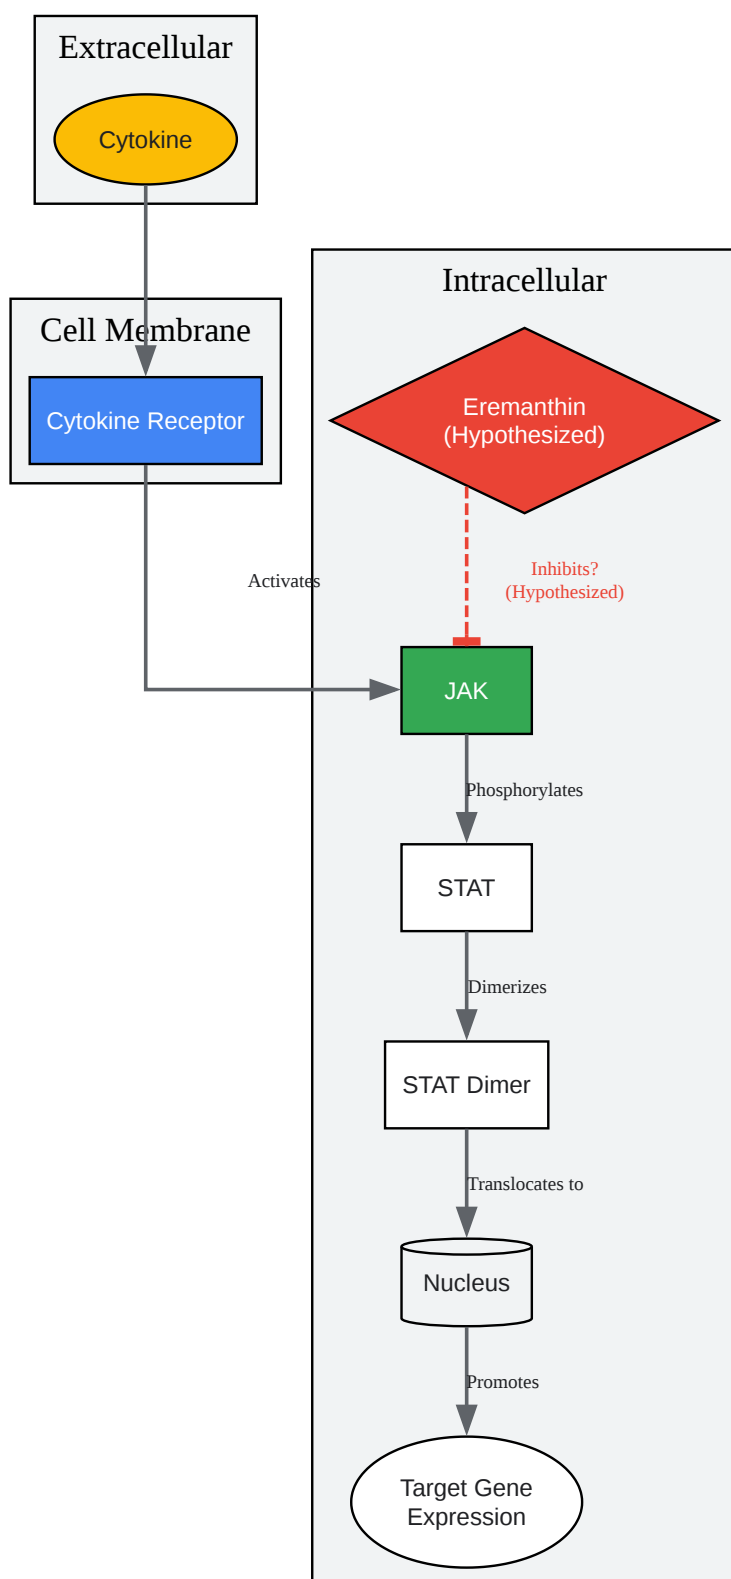 Extracellular
Cytokine
Cell Membrane
Cytokine Receptor
Intracellular
Eremanthin
(Hypothesized)
Activates
Inhibits?
(Hypothesized)
JAK
Phosphorylates
STAT
Dimerizes
STAT Dimer
Translocates to
Nucleus
Promotes
Target Gene
Expression